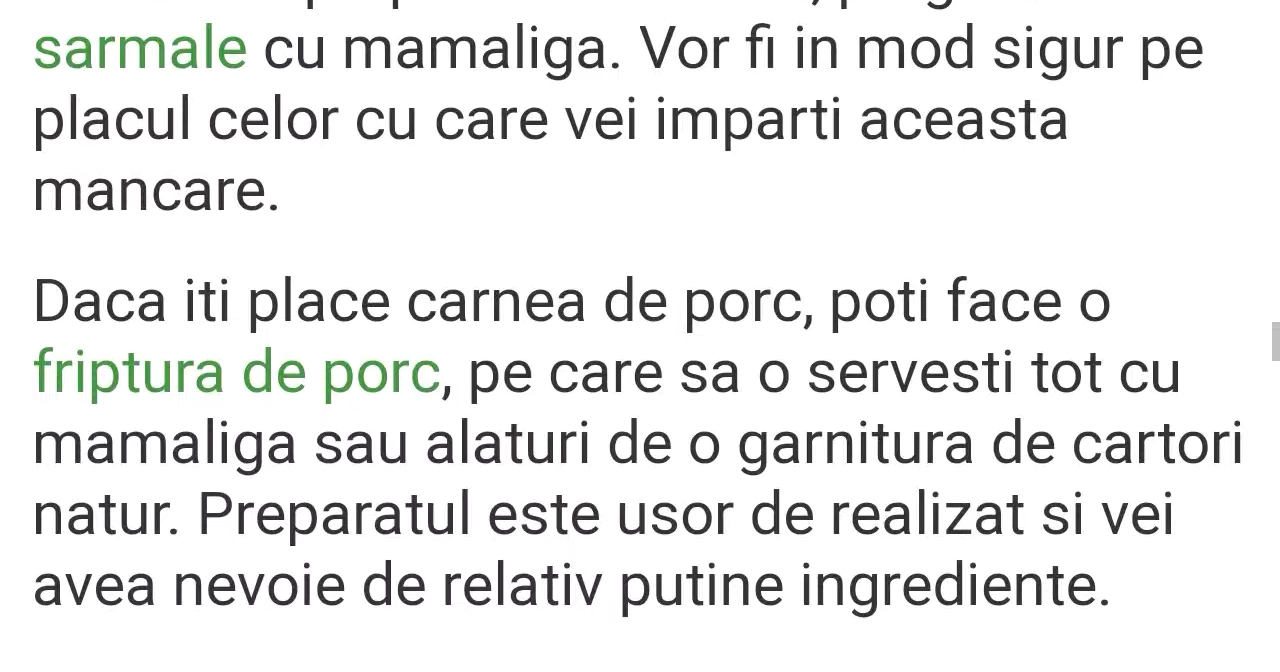 sarmale cu mamaliga. Vor fi in mod sigur pe
placul celor cu care vei imparti aceasta
mancare.
Daca iti place carnea de porc, poti face o
friptura de porc, pe care sa o servesti tot cu
mamaliga sau alaturi de o garnitura de cartori
natur. Preparatul este usor de realizat si vei
avea nevoie de relativ putine ingrediente.